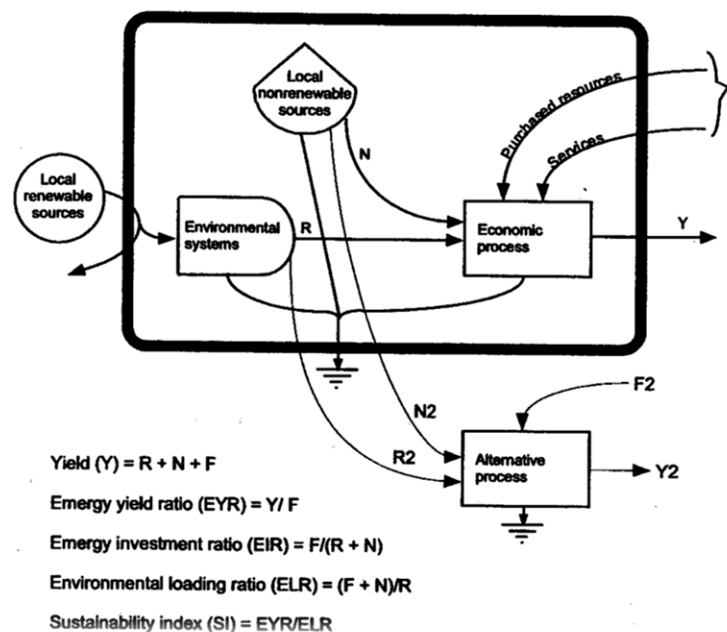 Local
nonrenewable
sources
Purchased resources
Services
N
Local
renewable
sources
Environmental
systems
R
Economic
process
Y
N2
F2
R2
Alternative
process
Y2
Yield (Y) = R + N + F
Emergy yield ratio (EYR) = Y/ F
Emergy investment ratio (EIR) = F/(R + N)
Environmental loading ratio (ELR) = (F + N)/R
Sustainability index (SI) = EYR/ELR